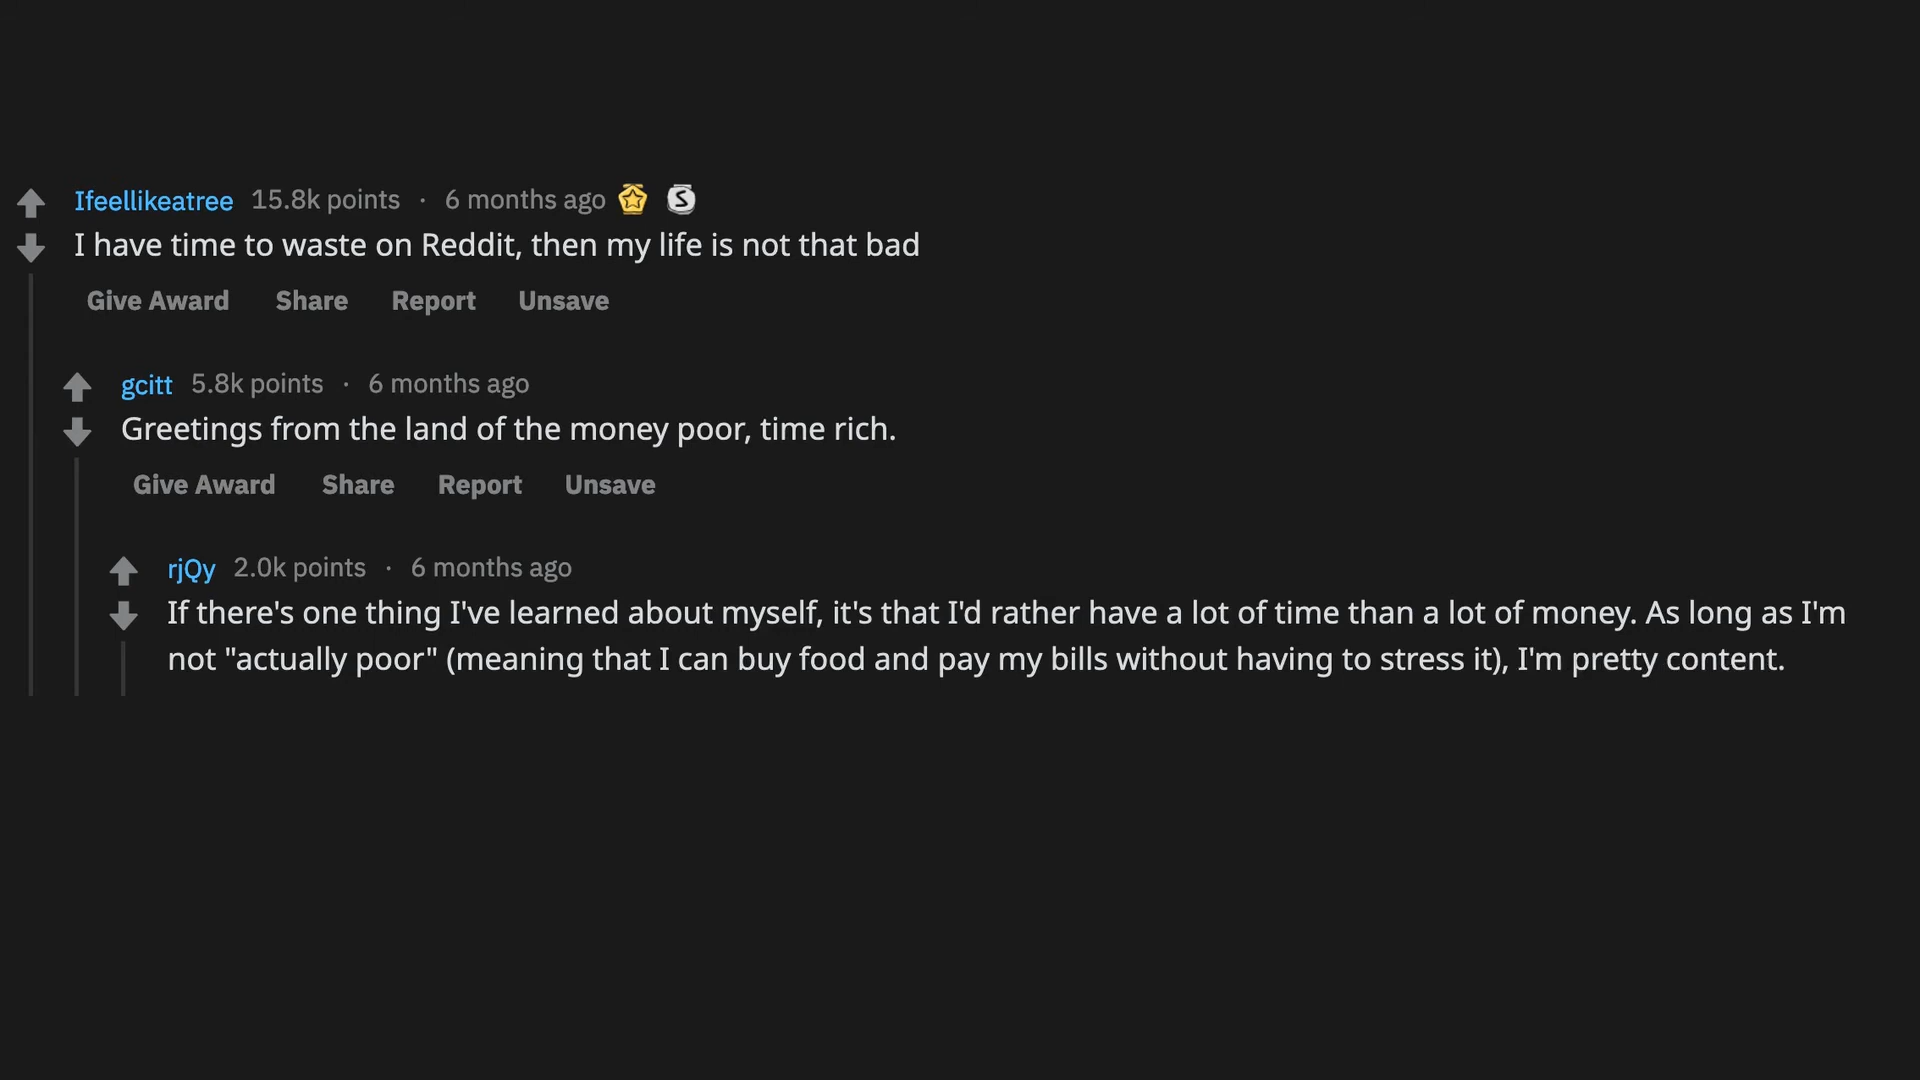 Ifeellikeatree 15.8k points · 6 months ago
I have time to waste on Reddit, then my life is not that bad
Give Award Share Report Unsave
gcitt 5.8k points · 6 months ago
Greetings from the land of the money poor, time rich.
Give Award Share Report Unsave
rjQy 2.0k points · 6 months ago
If there's one thing I've learned about myself, it's that I'd rather have a lot of time than a lot of money. As long as I'm
not "actually poor" (meaning that I can buy food and pay my bills without having to stress it), I'm pretty content.